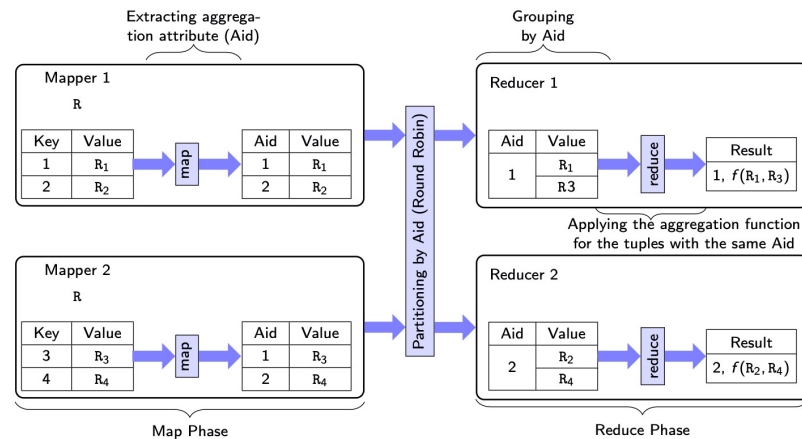 Extracting aggrega-
tion attribute (Aid)
Mapper 1
R
Key Value
1 R1
2 R2
map
Aid Value
1 R1
2 R2
Mapper 2
R
Key Value
3 R3
4 R4
map
Aid Value
1 R3
2 R4
Map Phase
Partitioning by Aid (Round Robin)
Grouping
by Aid
Reducer 1
Aid Value
1 R1
R3
reduce
Result
1, f(R1,R3)
Applying the aggregation function
for the tuples with the same Aid
Reducer 2
Aid Value
2 R2
R4
reduce
Result
2, f(R2,R4)
Reduce Phase